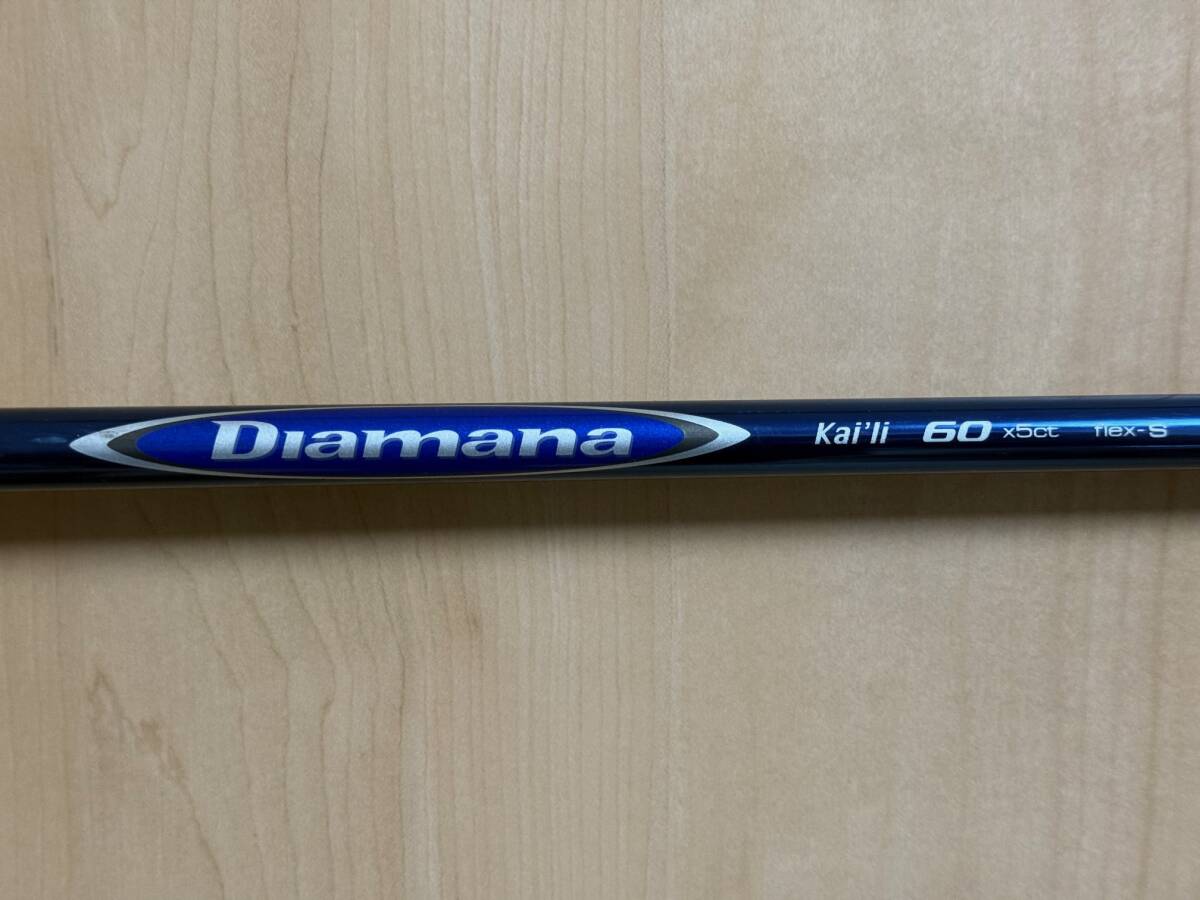 Diamana Kai'li 60 x5ct flex-S